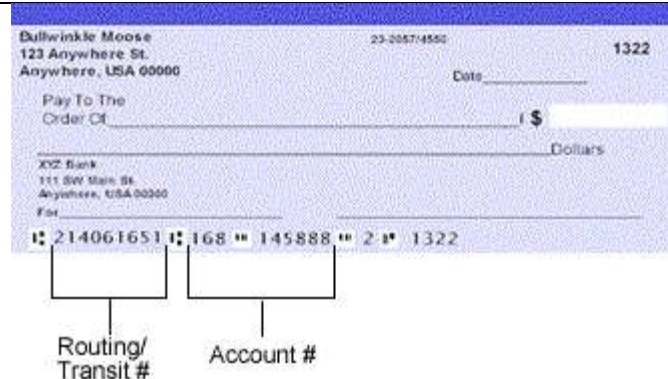 Bullwinkle Moose
123 Anywhere St.
Anywhere, USA 00000
23-2057/4550
1322
Date
Pay To The
Order Of
$
Dollars
XYZ Bank
111 SW Main St.
Anywhere, USA 00000
For
214061651 168 145888 2 1322
Routing/
Transit #
Account #